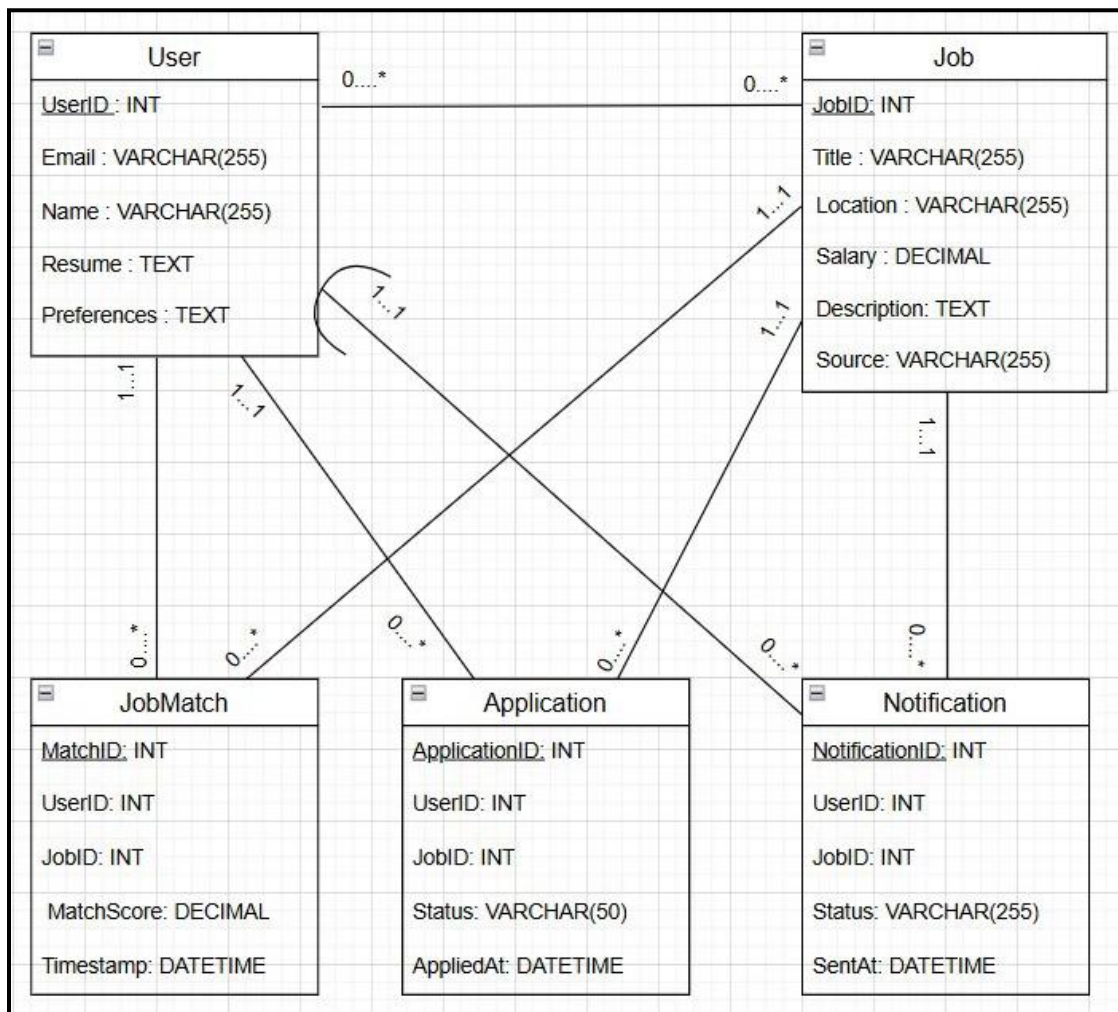 User
UserID : INT
Email : VARCHAR(255)
Name : VARCHAR(255)
Resume : TEXT
Preferences : TEXT
0....*
0....*
Job
JobID: INT
Title : VARCHAR(255)
Location : VARCHAR(255)
Salary : DECIMAL
Description: TEXT
Source: VARCHAR(255)
1...1
1...1
1...1
1...1
1...1
1...1
0....*
0....*
0....*
0....*
0....*
0....*
JobMatch
MatchID: INT
UserID: INT
JobID: INT
MatchScore: DECIMAL
Timestamp: DATETIME
Application
ApplicationID: INT
UserID: INT
JobID: INT
Status: VARCHAR(50)
AppliedAt: DATETIME
Notification
NotificationID: INT
UserID: INT
JobID: INT
Status: VARCHAR(255)
SentAt: DATETIME